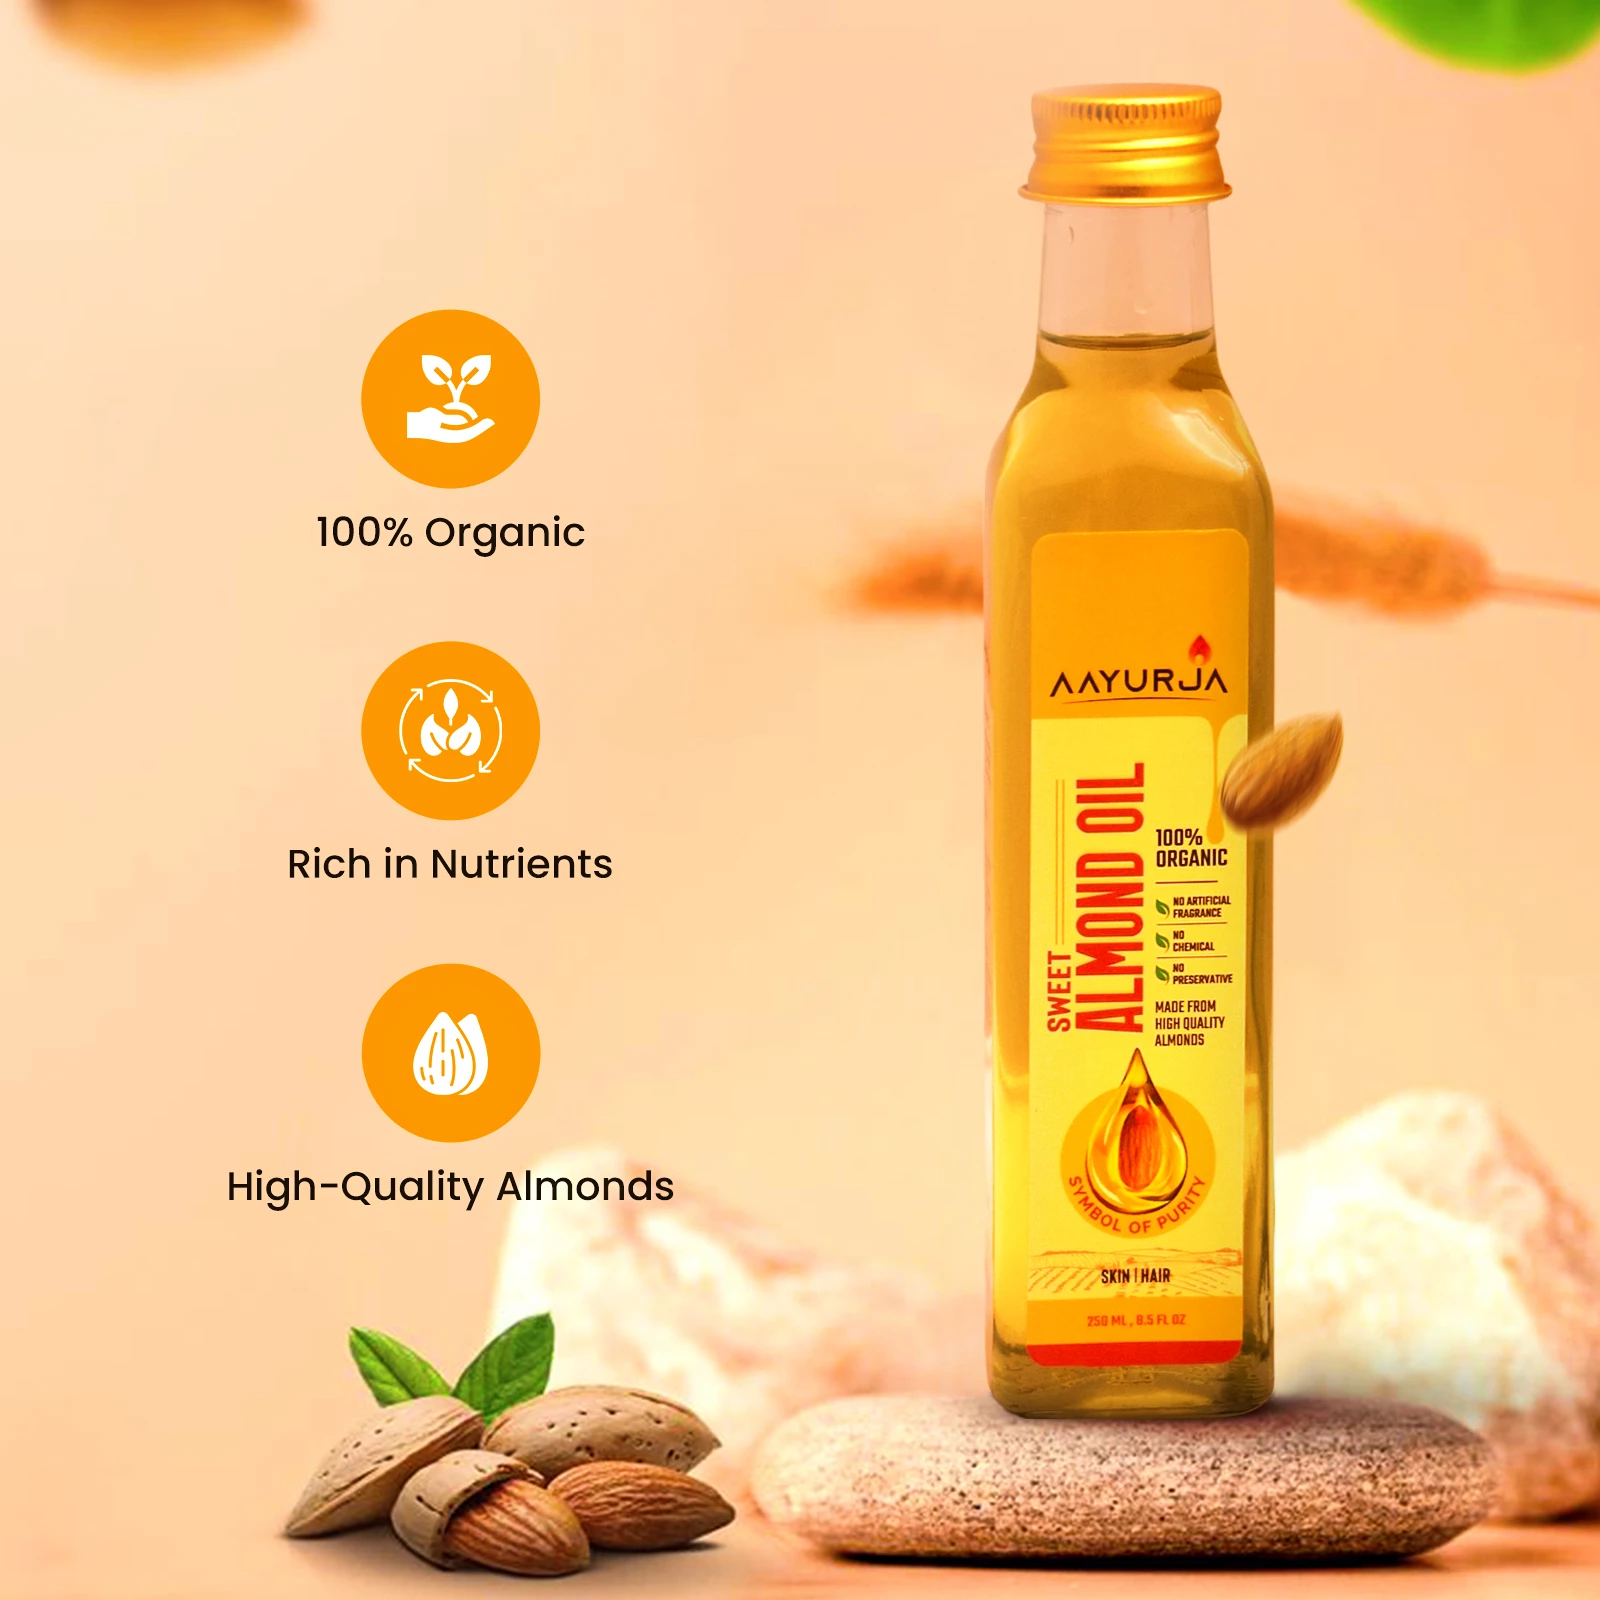 100% Organic
Rich in Nutrients
High-Quality Almonds
AAYURJA
SWEET
ALMOND OIL
100%
ORGANIC
NO ARTIFICIAL
FRAGRANCE
NO
CHEMICAL
NO
PRESERVATIVE
MADE FROM
HIGH QUALITY
ALMONDS
SYMBOL OF PURITY
SKIN | HAIR
250 ML, 8.5 FL OZ